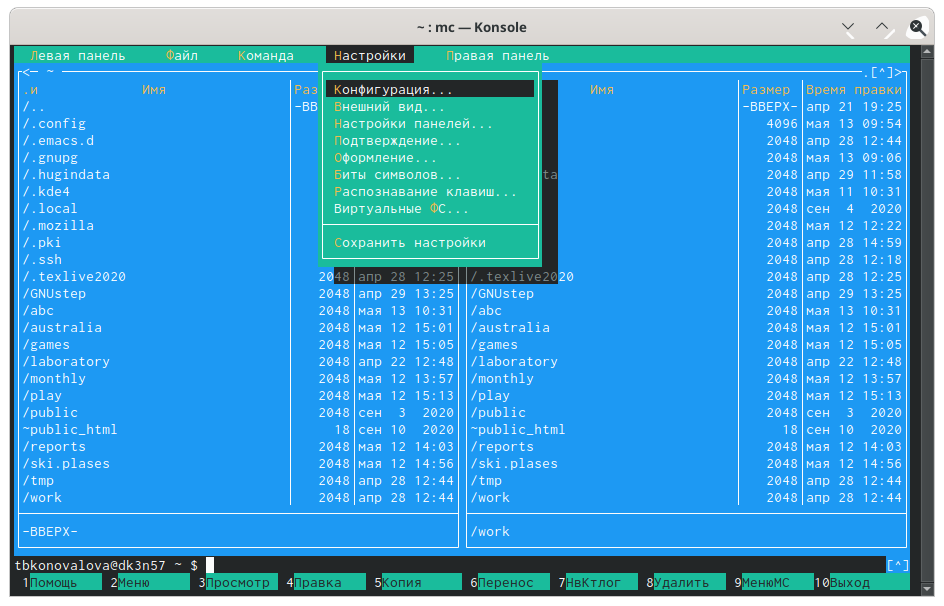 ~ : mc — Konsole
Левая панель Файл Команда Настройки Правая панель
<— ~ .[^]>
.и Имя Раз Имя Размер Время правки
/.. -ВВ Конфигурация... -ВВЕРХ- апр 21 19:25
/.config Внешний вид... 4096 мая 13 09:54
/.emacs.d Настройки панелей... 2048 апр 28 12:44
/.gnupg Подтверждение... 2048 мая 13 09:06
/.hugindata Оформление... ta 2048 апр 29 11:58
/.kde4 Биты символов... 2048 мая 11 10:31
/.local Распознавание клавиш... 2048 сен 4 2020
/.mozilla Виртуальные ФС... 2048 мая 12 12:22
/.pki 2048 апр 28 14:59
/.ssh Сохранить настройки 2048 апр 28 12:18
/.texlive2020 2048 апр 28 12:25 /.texlive2020 2048 апр 28 12:25
/GNUstep 2048 апр 29 13:25 /GNUstep 2048 апр 29 13:25
/abc 2048 мая 13 10:31 /abc 2048 мая 13 10:31
/australia 2048 мая 12 15:01 /australia 2048 мая 12 15:01
/games 2048 мая 12 15:05 /games 2048 мая 12 15:05
/laboratory 2048 апр 22 12:48 /laboratory 2048 апр 22 12:48
/monthly 2048 мая 12 13:57 /monthly 2048 мая 12 13:57
/play 2048 мая 12 15:13 /play 2048 мая 12 15:13
/public 2048 сен 3 2020 /public 2048 сен 3 2020
~public_html 18 сен 10 2020 ~public_html 18 сен 10 2020
/reports 2048 мая 12 14:03 /reports 2048 мая 12 14:03
/ski.plases 2048 мая 12 14:56 /ski.plases 2048 мая 12 14:56
/tmp 2048 апр 28 12:44 /tmp 2048 апр 28 12:44
/work 2048 апр 28 12:44 /work 2048 апр 28 12:44
-ВВЕРХ- /work
tbkonovalova@dk3n57 ~ $ [^]
1Помощь 2Меню 3Просмотр 4Правка 5Копия 6Перенос 7НвКтлог 8Удалить 9МенюМС 10Выход